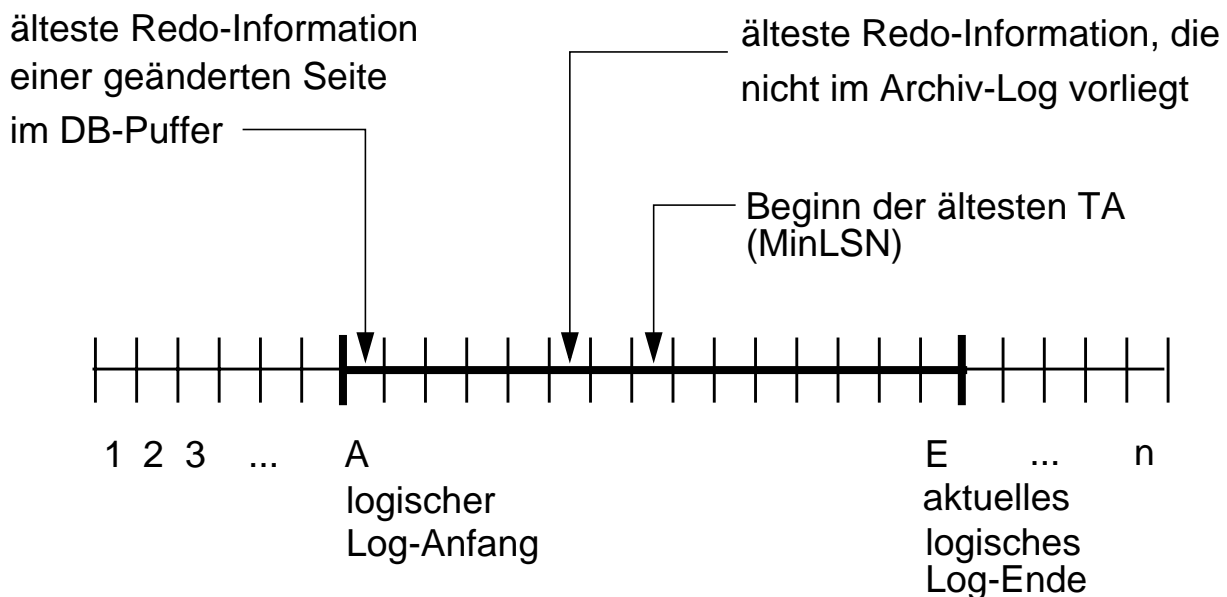 älteste Redo-Information
einer geänderten Seite
im DB-Puffer
älteste Redo-Information, die
nicht im Archiv-Log vorliegt
Beginn der ältesten TA
(MinLSN)
1 2 3 ... A E ... n
logischer
Log-Anfang
aktuelles
logisches
Log-Ende